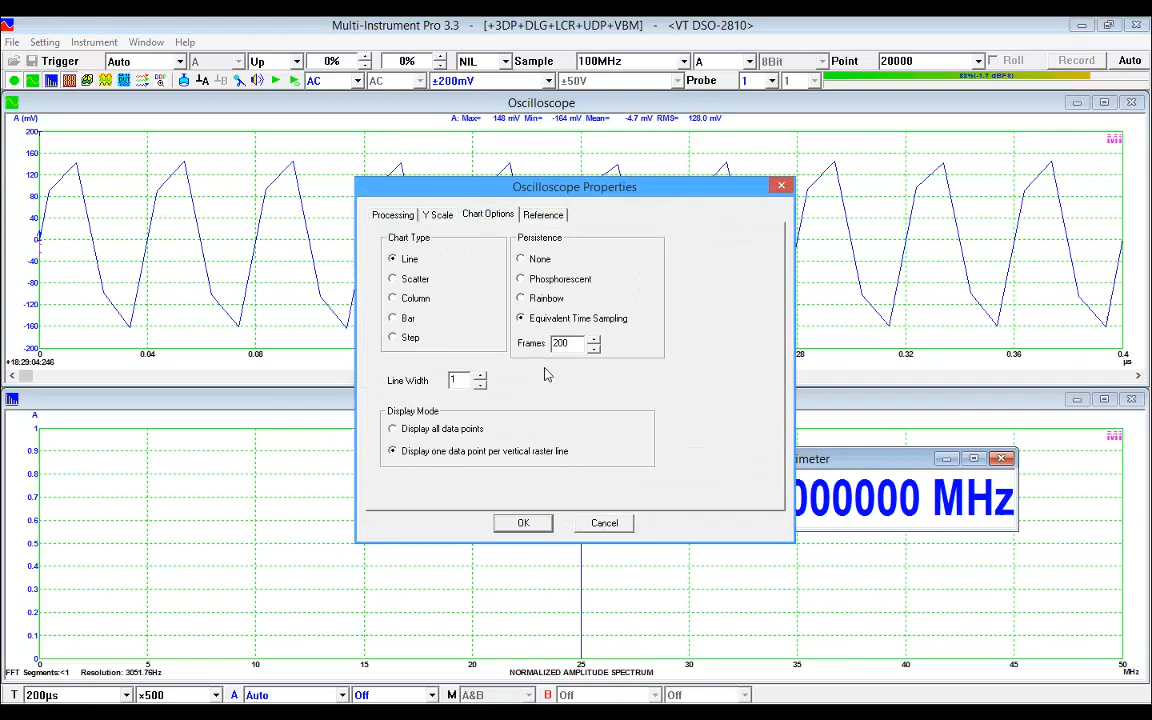 Multi-Instrument Pro 3.3 - [+3DP+DLG+LCR+UDP+VBM] - <VT DSO-2810>
File Setting Instrument Window Help
Trigger Auto A Up 0% 0% NIL Sample 100MHz A 8Bit Point 20000 Roll Record Auto
AC AC ±200mV ±50V Probe 1 1 82%(-1.7 dBFS)
Oscilloscope
A (mV) A: Max= 148 mV Min= -164 mV Mean= -4.7 mV RMS= 128.0 mV
200
160
120
80
40
0
-40
-80
-120
-160
-200
0 0.04 0.08 0.28 0.32 0.36 0.4
+18:29:04:246 µs
Oscilloscope Properties
Processing Y Scale Chart Options Reference
Chart Type Persistence
Line None
Scatter Phosphorescent
Column Rainbow
Bar Equivalent Time Sampling
Step Frames 200
Line Width 1
Display Mode
Display all data points
Display one data point per vertical raster line
OK Cancel
imeter
000000 MHz
A
1
0.9
0.8
0.7
0.6
0.5
0.4
0.3
0.2
0.1
0
0 5 10 15 20 25 30 35 40 45 50
FFT Segments:<1 Resolution: 3051.76Hz NORMALIZED AMPLITUDE SPECTRUM MHz
T 200µs ×500 A Auto Off M A&B B Off Off